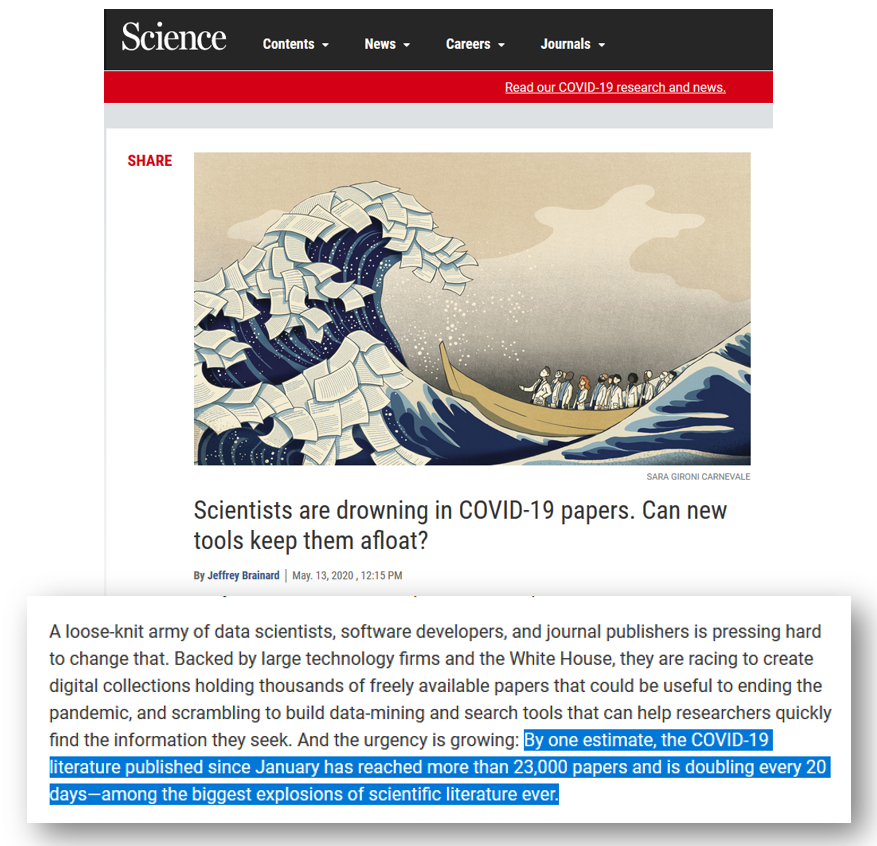 Science
Contents
News
Careers
Journals
Read our COVID-19 research and news.
SHARE
SARA GIRONI CARNEVALE
Scientists are drowning in COVID-19 papers. Can new
tools keep them afloat?
By Jeffrey Brainard | May. 13, 2020 , 12:15 PM
A loose-knit army of data scientists, software developers, and journal publishers is pressing hard
to change that. Backed by large technology firms and the White House, they are racing to create
digital collections holding thousands of freely available papers that could be useful to ending the
pandemic, and scrambling to build data-mining and search tools that can help researchers quickly
find the information they seek. And the urgency is growing: By one estimate, the COVID-19
literature published since January has reached more than 23,000 papers and is doubling every 20
days—among the biggest explosions of scientific literature ever.